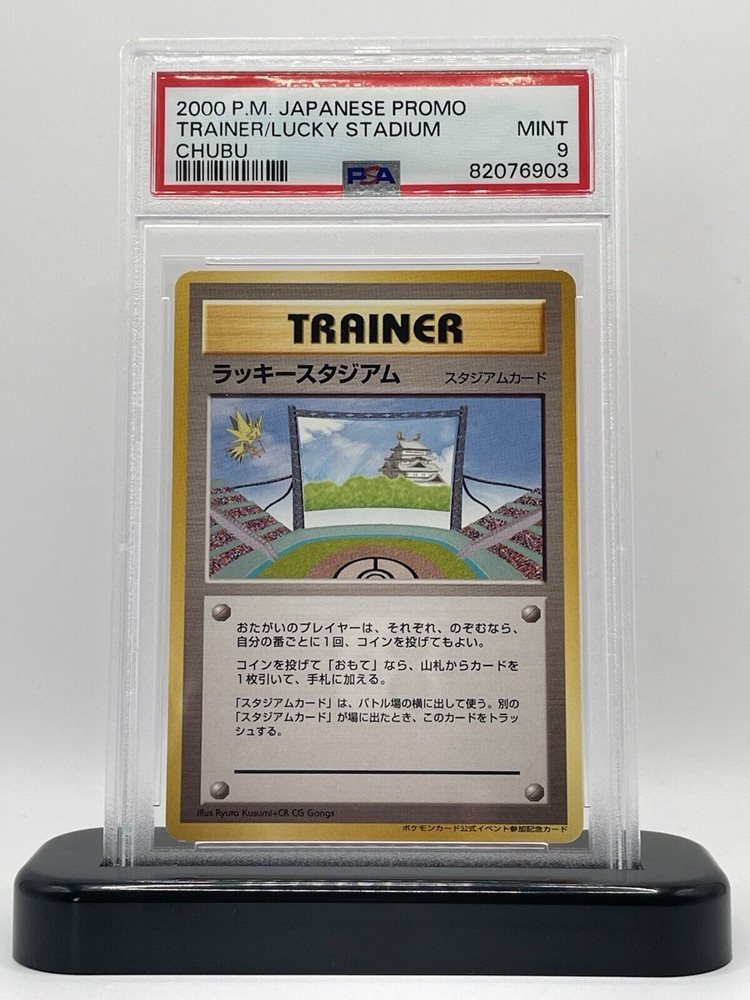 2000 P.M. JAPANESE PROMO
TRAINER/LUCKY STADIUM MINT
CHUBU 9
PSA 82076903
TRAINER
ラッキースタジアム スタジアムカード
おたがいのプレイヤーは、それぞれ、のぞむなら、
自分の番ごとに1回、コインを投げてもよい。
コインを投げて「おもて」なら、山札からカードを
1枚引いて、手札に加える。
「スタジアムカード」は、バトル場の横に出して使う。別の
「スタジアムカード」が場に出たとき、このカードをトラッ
シュする。
Illus. Ryuta Kusumi+CR CG Gangs
ポケモンカード公式イベント参加記念カード